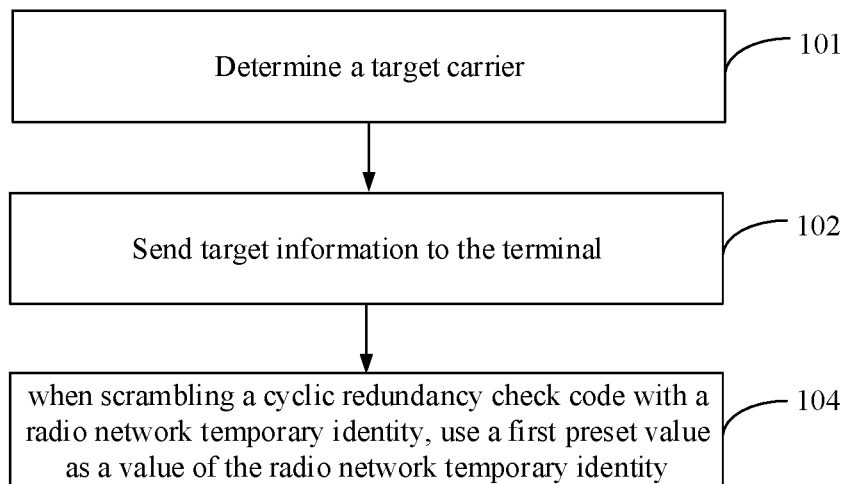 Determine a target carrier
101
Send target information to the terminal
102
when scrambling a cyclic redundancy check code with a
radio network temporary identity, use a first preset value
as a value of the radio network temporary identity
104